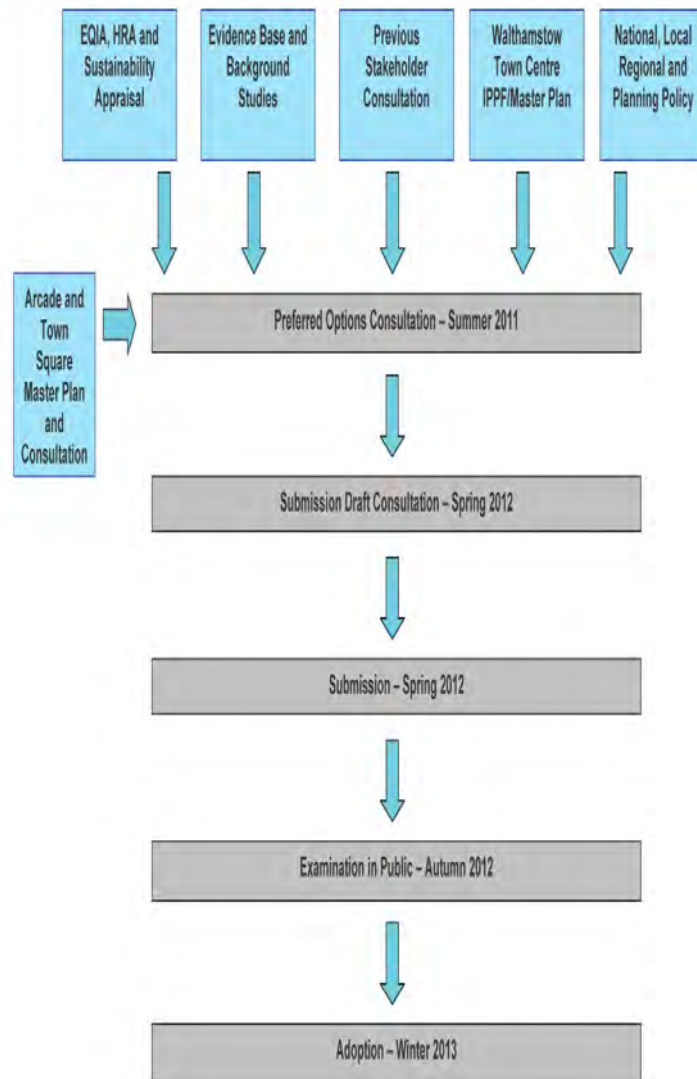 EQIA, HRA and
Sustainability
Appraisal
Evidence Base and
Background
Studies
Previous
Stakeholder
Consultation
Walthamstow
Town Centre
IPPF/Master Plan
National, Local
Regional and
Planning Policy
Arcade and
Town
Square
Master Plan
and
Consultation
Preferred Options Consultation – Summer 2011
Submission Draft Consultation – Spring 2012
Submission – Spring 2012
Examination in Public – Autumn 2012
Adoption – Winter 2013